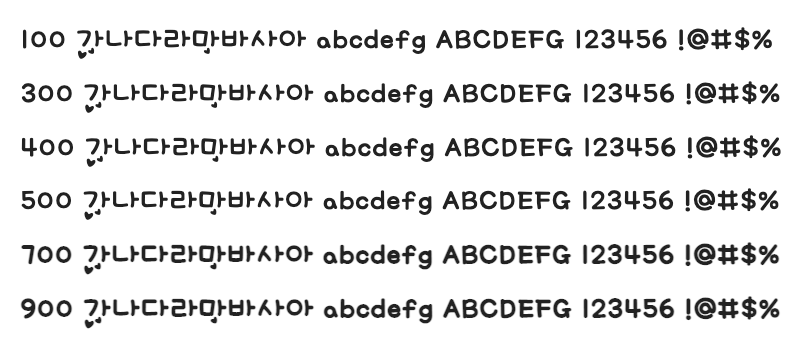 100 가나다라마바사아 abcdefg ABCDEFG 123456 !@#$%
300 가나다라마바사아 abcdefg ABCDEFG 123456 !@#$%
400 가나다라마바사아 abcdefg ABCDEFG 123456 !@#$%
500 가나다라마바사아 abcdefg ABCDEFG 123456 !@#$%
700 가나다라마바사아 abcdefg ABCDEFG 123456 !@#$%
900 가나다라마바사아 abcdefg ABCDEFG 123456 !@#$%